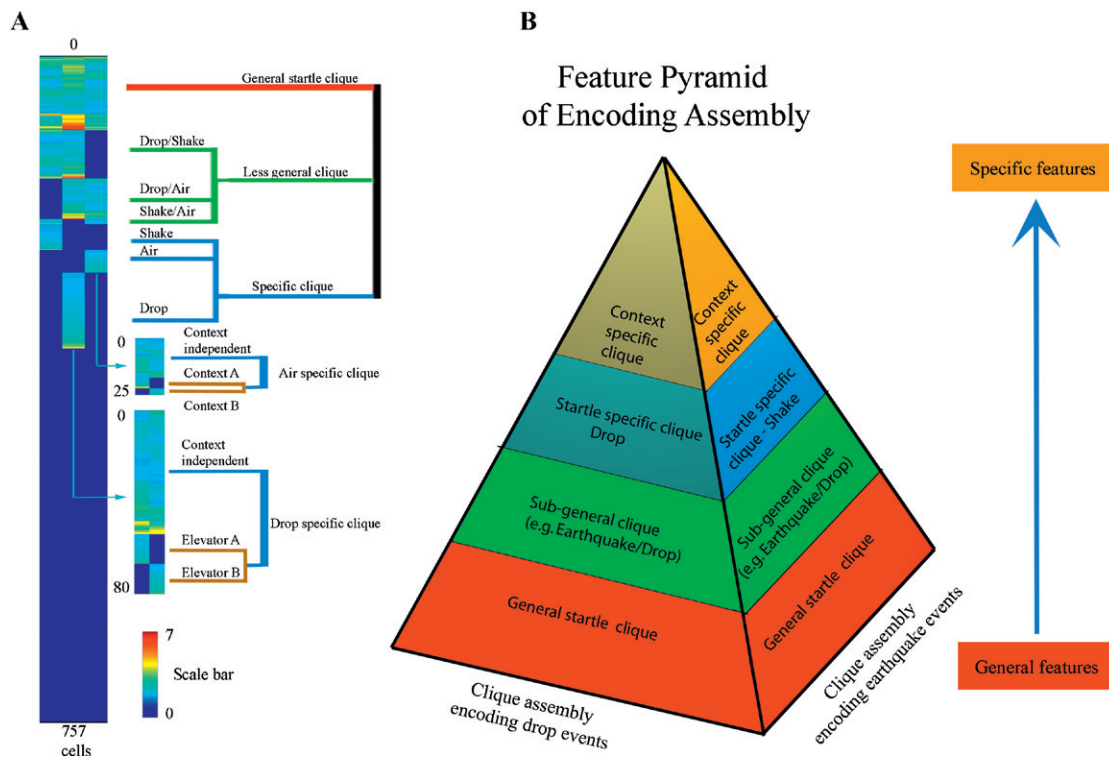 A
0
General startle clique
Drop/Shake
Less general clique
Drop/Air
Shake/Air
Shake
Air
Specific clique
Drop
0
Context
independent
Context A
Air specific clique
25
Context B
0
Context
independent
Drop specific clique
Elevator A
Elevator B
80
7
Scale bar
0
757
cells
B
Feature Pyramid
of Encoding Assembly
Specific features
Context
specific
clique
Context
specific
clique
Startle specific clique
Drop
Startle specific
clique - Shake
Sub-general clique
(e.g. Earthquake/Drop)
Sub-general clique
(e.g. Earthquake/Drop)
General startle clique
General startle clique
General features
Clique assembly
encoding drop events
Clique assembly
encoding earthquake events